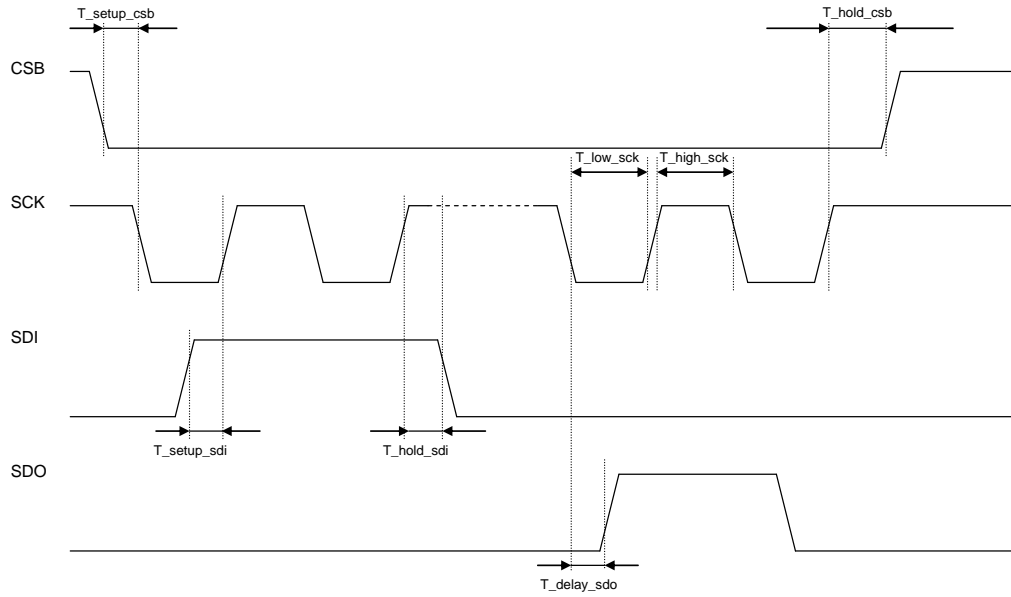 T_setup_csb
T_hold_csb
CSB
T_low_sck
T_high_sck
SCK
SDI
T_setup_sdi
T_hold_sdi
SDO
T_delay_sdo